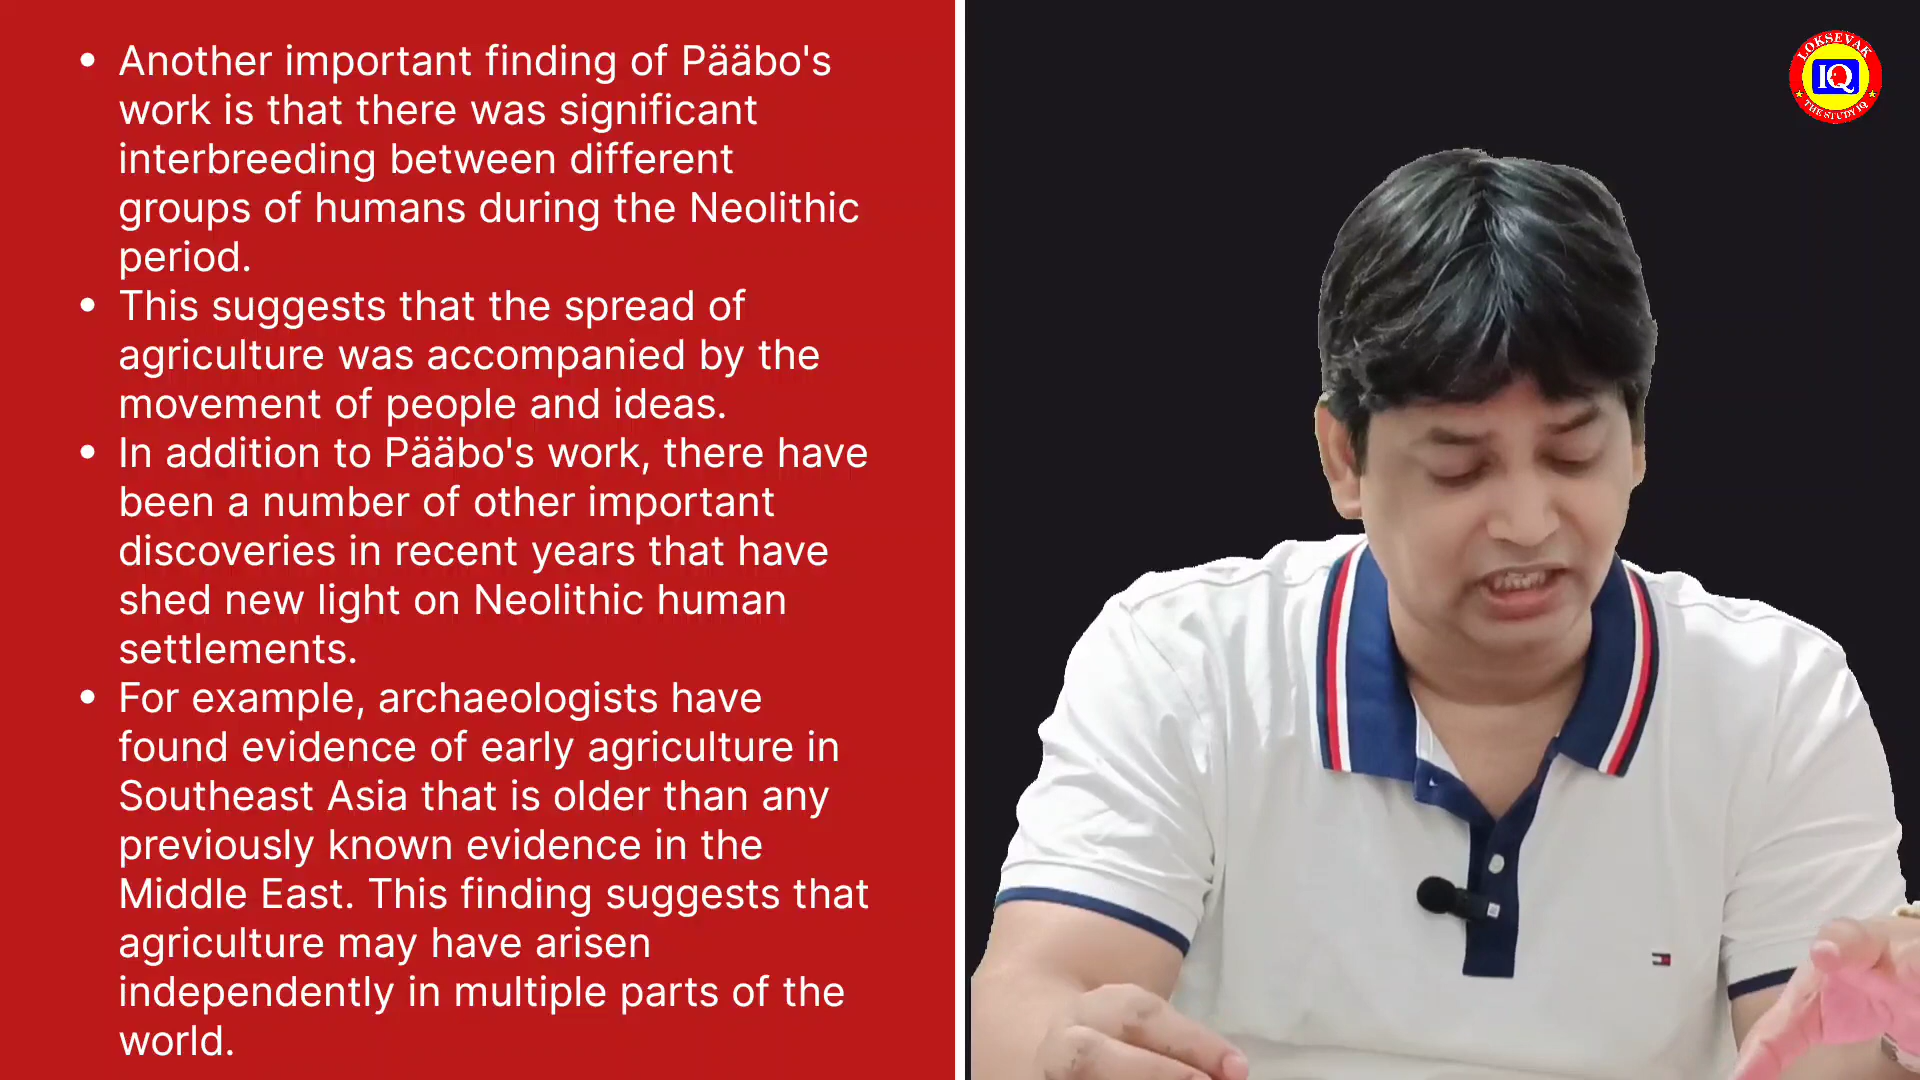 • Another important finding of Pääbo's
work is that there was significant
interbreeding between different
groups of humans during the Neolithic
period.
• This suggests that the spread of
agriculture was accompanied by the
movement of people and ideas.
• In addition to Pääbo's work, there have
been a number of other important
discoveries in recent years that have
shed new light on Neolithic human
settlements.
• For example, archaeologists have
found evidence of early agriculture in
Southeast Asia that is older than any
previously known evidence in the
Middle East. This finding suggests that
agriculture may have arisen
independently in multiple parts of the
world.
LOKSEVAK
IQ
THE STUDY IQ